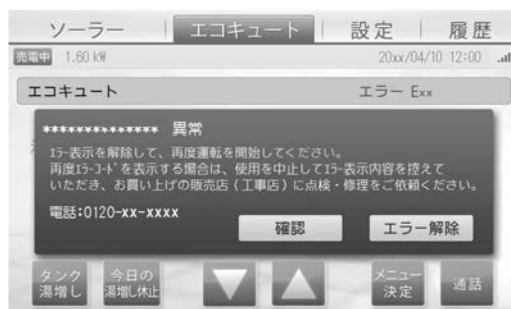 ソーラー エコキュート 設定 履歴
売電中 1.60 kW 20xx/04/10 12:00
エコキュート エラー Exx
************** 異常
エラー表示を解除して、再度運転を開始してください。
再度エラーコードを表示する場合は、使用を中止してエラー表示内容を控えて
いただき、お買い上げの販売店（工事店）に点検・修理をご依頼ください。
電話:0120-xx-xxxx
確認 エラー解除
タンク 今日の メニュー 通話
湯増し 湯増し休止 決定